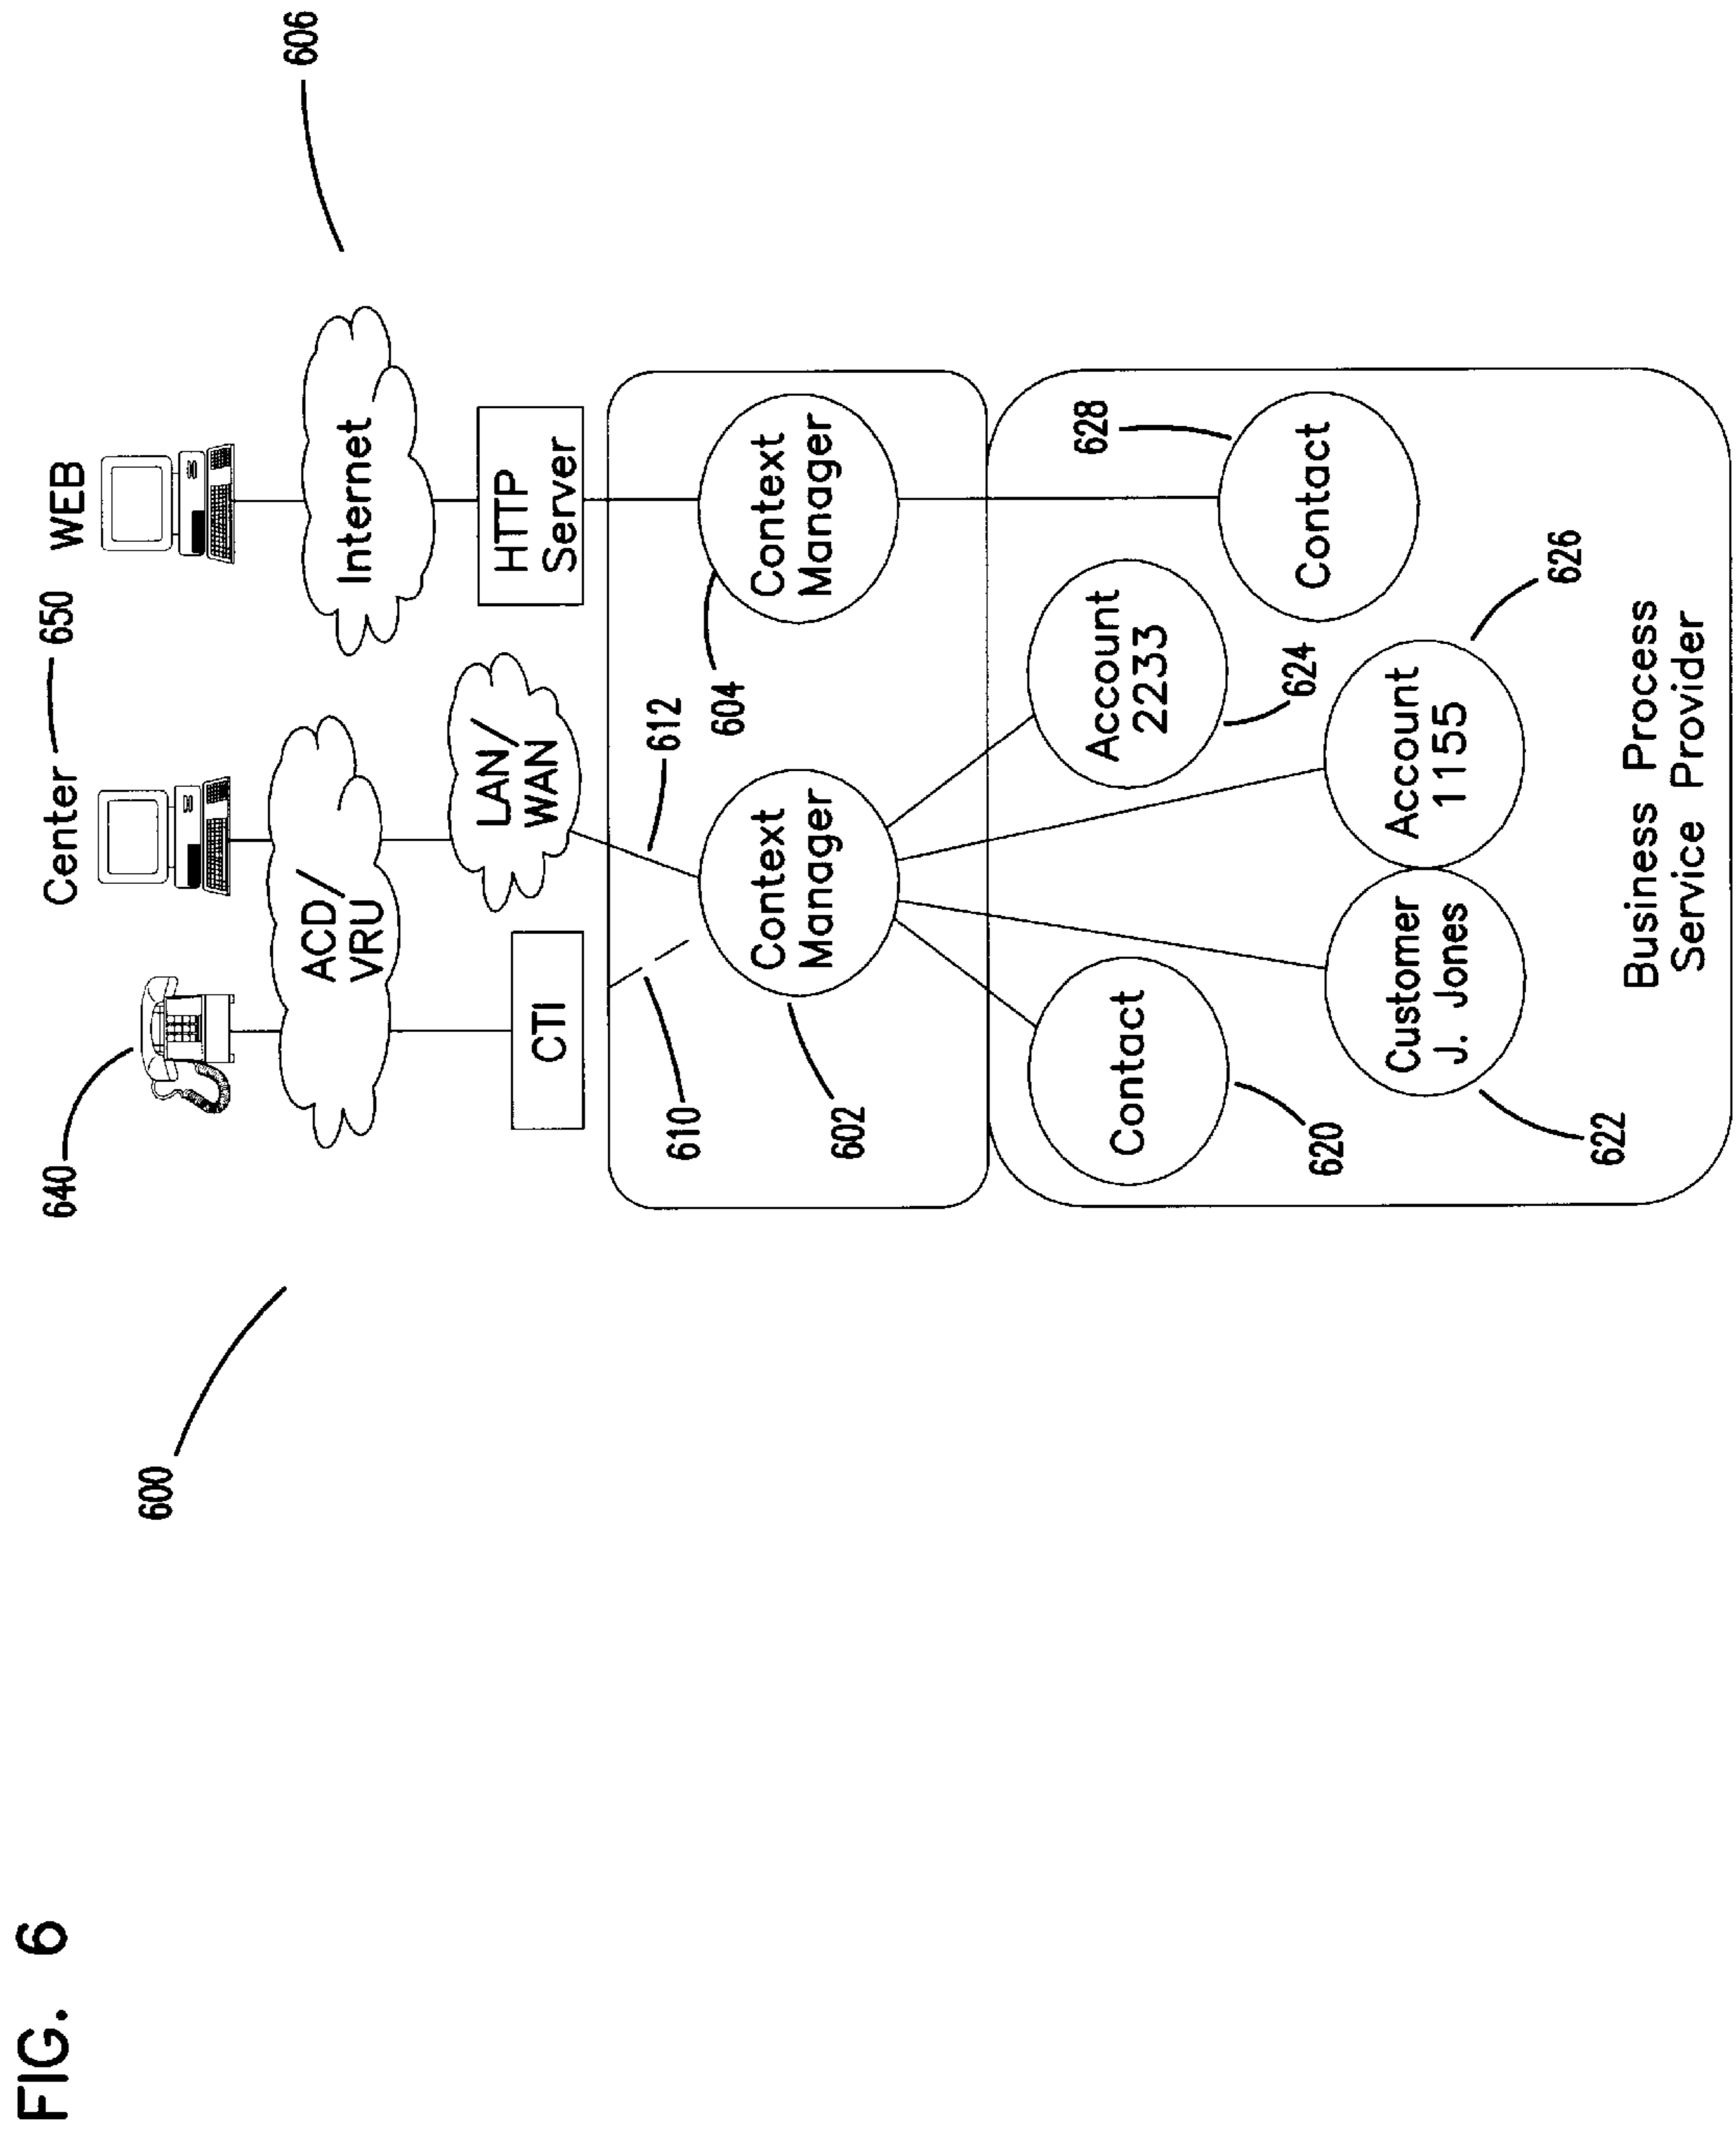 FIG. 6
600
640
Center
650
WEB
606
ACD/
VRU
Internet
LAN/
WAN
CTI
HTTP
Server
610
612
602
604
Context
Manager
Context
Manager
Contact
620
Account
2233
624
628
Contact
Customer
J. Jones
622
Account
1155
626
Business Process
Service Provider